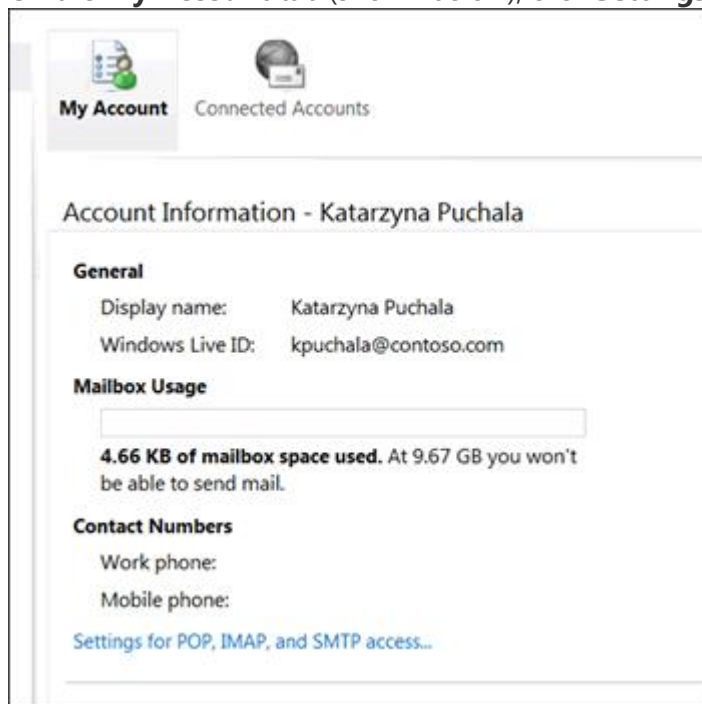 My Account Connected Accounts
Account Information - Katarzyna Puchala
General
Display name: Katarzyna Puchala
Windows Live ID: kpuchala@contoso.com
Mailbox Usage
4.66 KB of mailbox space used. At 9.67 GB you won't
be able to send mail.
Contact Numbers
Work phone:
Mobile phone:
Settings for POP, IMAP, and SMTP access...